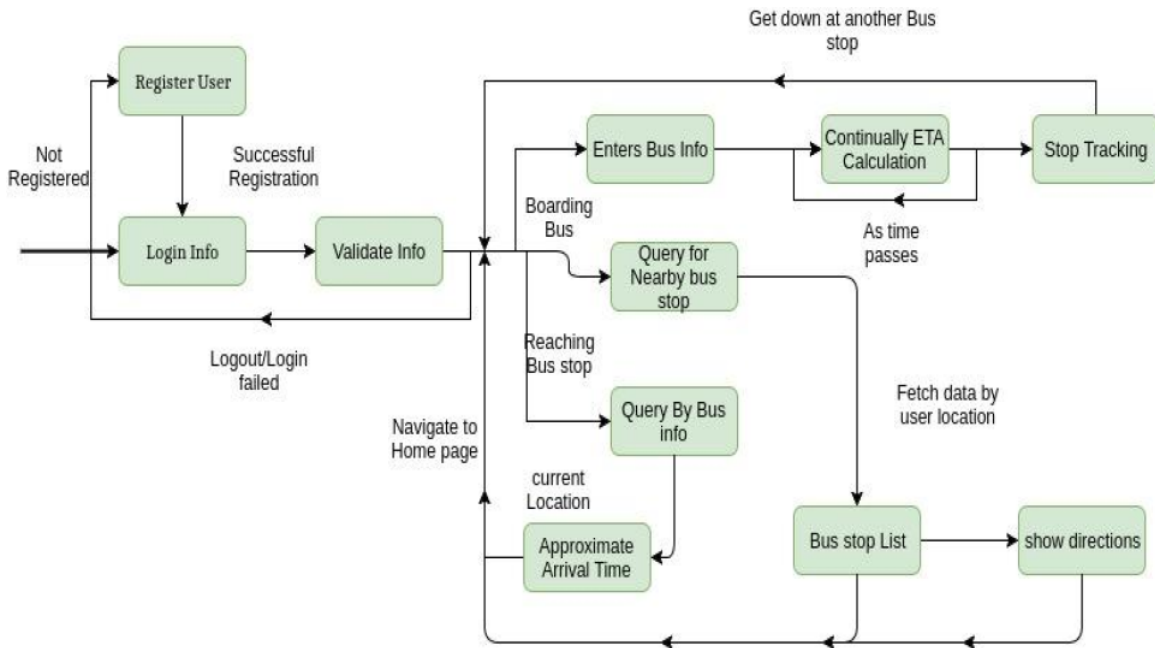 Get down at another Bus
stop
Register User
Not
Registered
Successful
Registration
Enters Bus Info
Continually ETA
Calculation
Stop Tracking
Boarding
Bus
As time
passes
Login Info
Validate Info
Query for
Nearby bus
stop
Logout/Login
failed
Reaching
Bus stop
Query By Bus
info
Fetch data by
user location
Navigate to
Home page
current
Location
Approximate
Arrival Time
Bus stop List
show directions